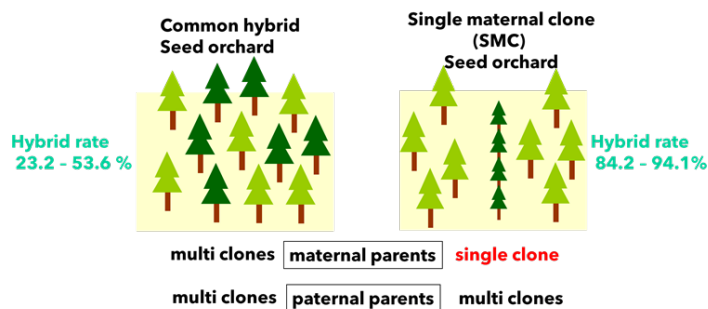 Common hybrid
Seed orchard
Single maternal clone
(SMC)
Seed orchard
Hybrid rate
23.2 – 53.6 %
Hybrid rate
84.2 – 94.1%
multi clones maternal parents single clone
multi clones paternal parents multi clones